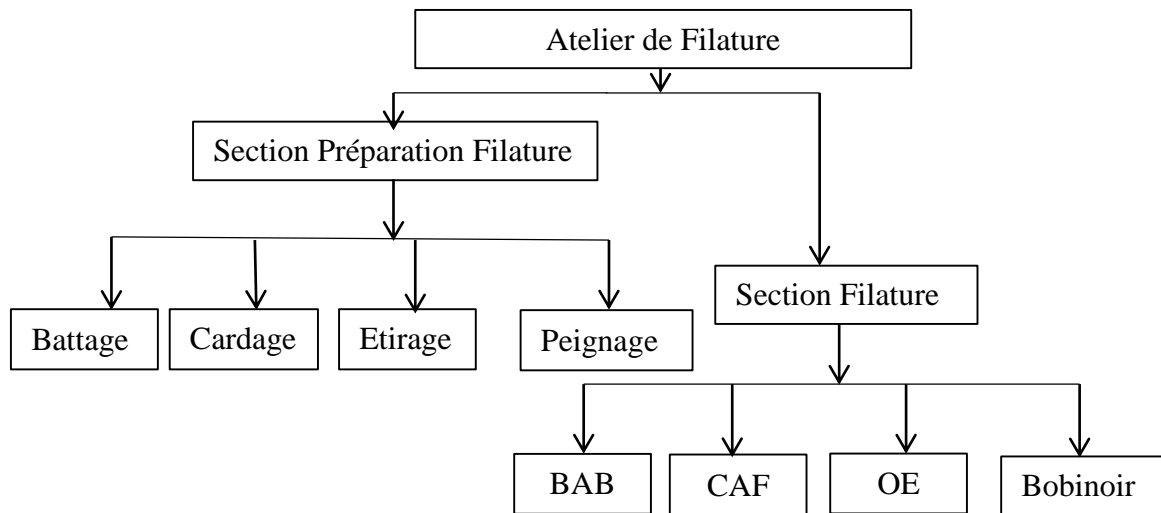 Atelier de Filature
Section Préparation Filature
Section Filature
Battage
Cardage
Etirage
Peignage
BAB
CAF
OE
Bobinoir